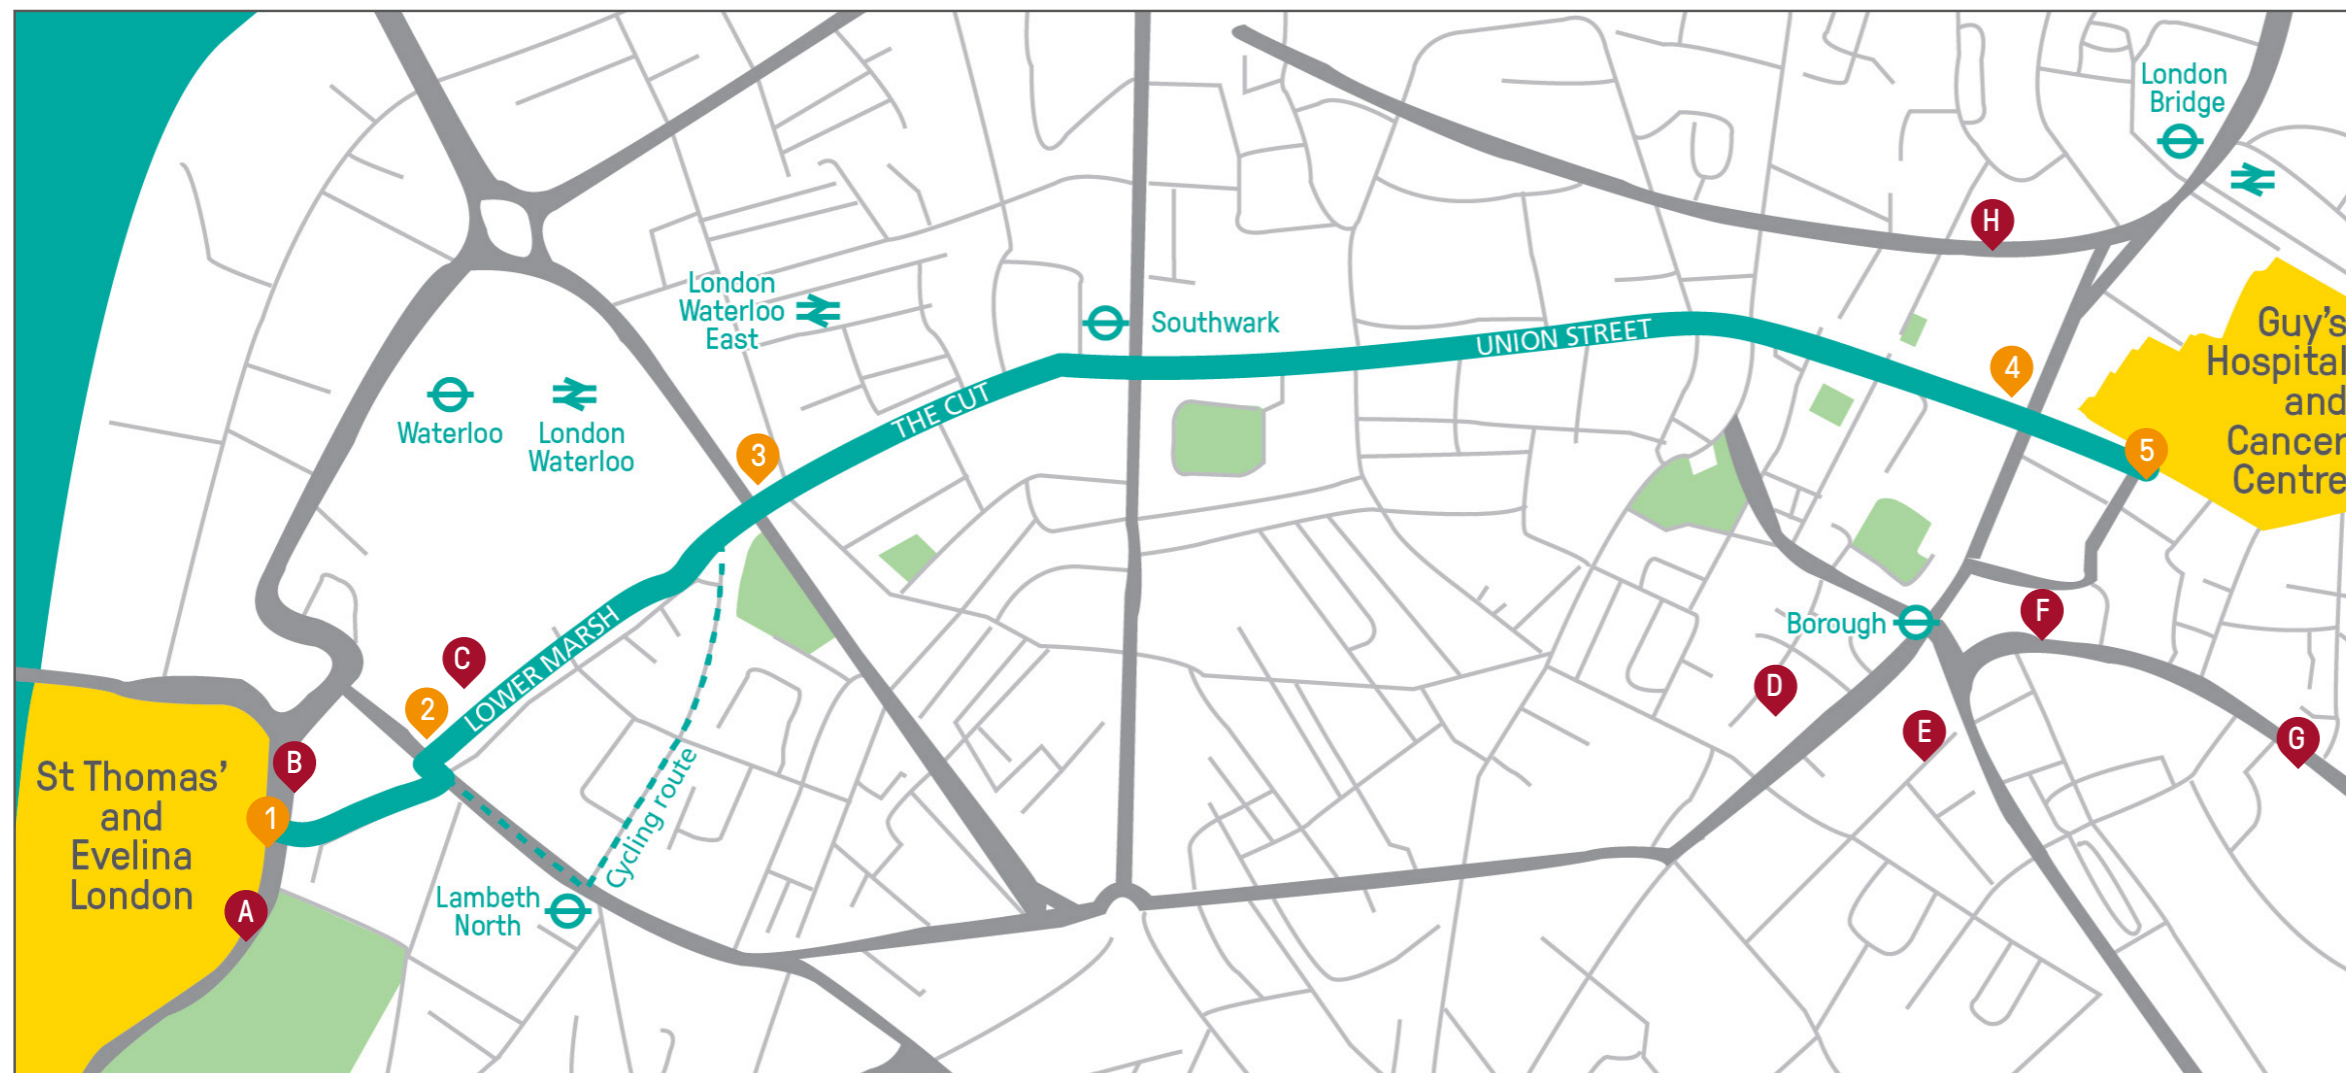 London
Bridge
H
London
Waterloo
East
Southwark
UNION STREET
Guy's
Hospital
and
Cancer
Centre
4
5
Waterloo
London
Waterloo
3
THE CUT
LOWER MARSH
C
2
B
1
A
St Thomas'
and
Evelina
London
Cycling route
Lambeth
North
Borough
F
D
E
G